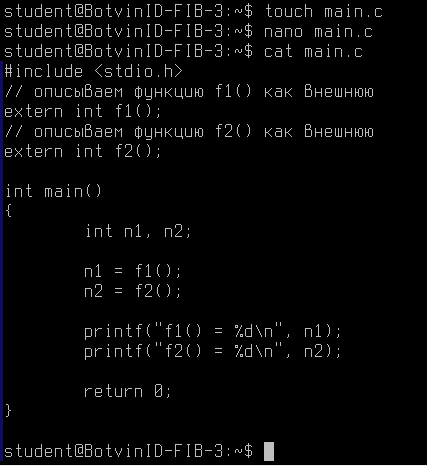 student@BotvinID-FIB-3:~$ touch main.c
student@BotvinID-FIB-3:~$ nano main.c
student@BotvinID-FIB-3:~$ cat main.c
#include <stdio.h>
// описываем функцию f1() как внешнюю
extern int f1();
// описываем функцию f2() как внешнюю
extern int f2();

int main()
{
        int n1, n2;

        n1 = f1();
        n2 = f2();

        printf("f1() = %d\n", n1);
        printf("f2() = %d\n", n2);

        return 0;
}

student@BotvinID-FIB-3:~$